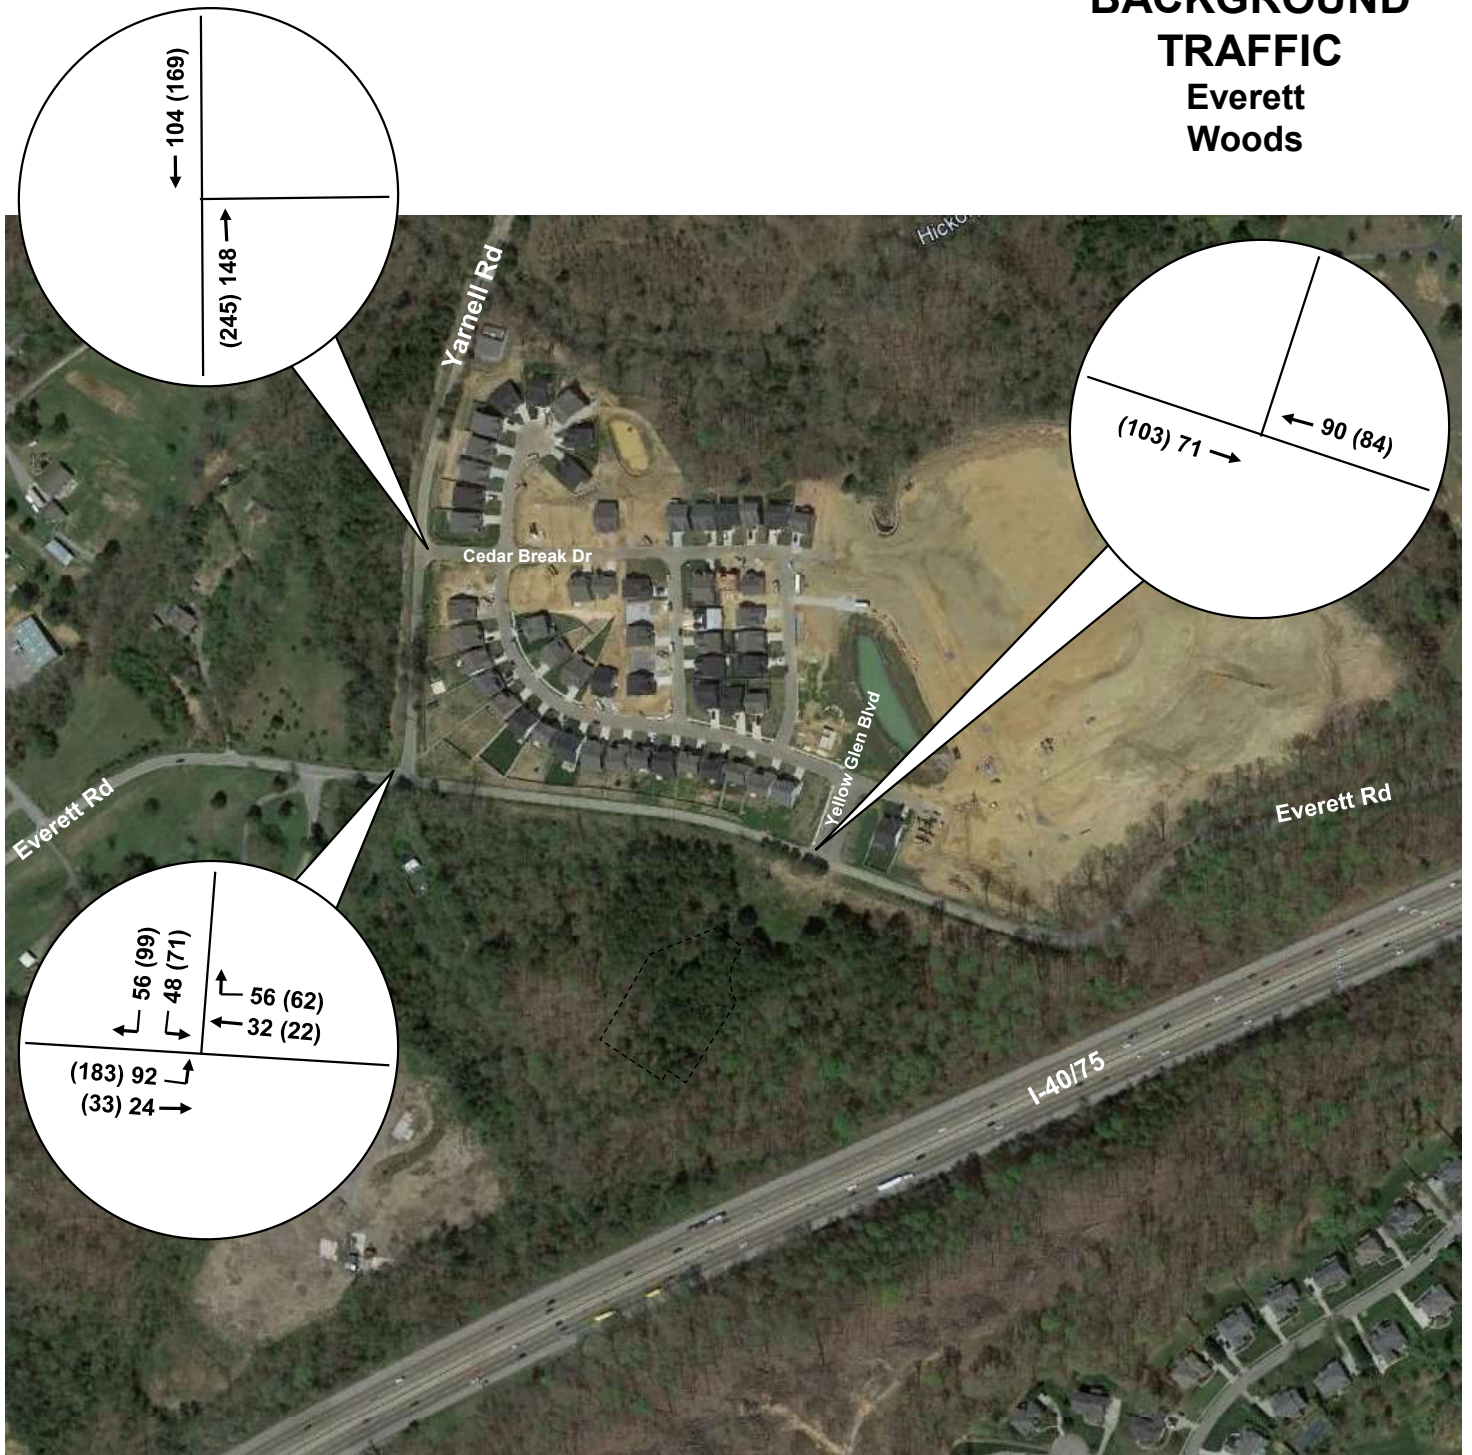 BACKGROUND
TRAFFIC
Everett
Woods
104 (169)
(245) 148
Yarnell Rd
(103) 71
90 (84)
Cedar Break Dr
Yellow Glen Blvd
Everett Rd
Everett Rd
56 (99)
48 (71)
56 (62)
32 (22)
(183) 92
(33) 24
I-40/75